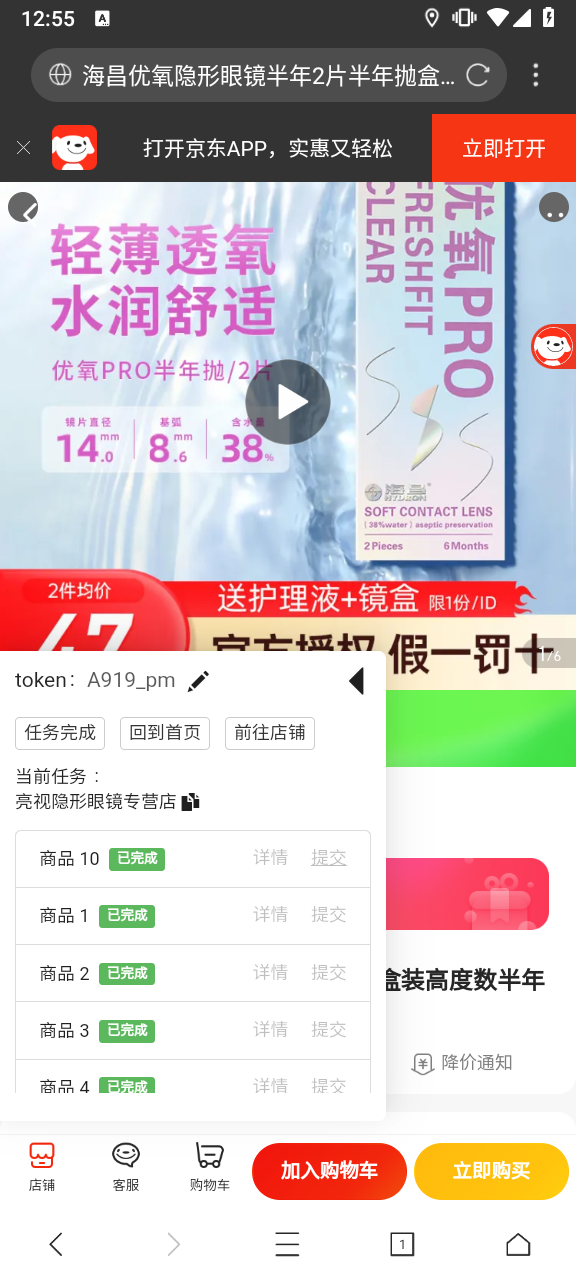 12:55
A
海昌优氧隐形眼镜半年2片半年抛盒...
打开京东APP，实惠又轻松
立即打开
轻薄透氧
水润舒适
优氧PRO半年抛/2片
镜片直径
14.0mm
基弧
8.6mm
含水量
38%
优氧PRO
FRESHFIT
CLEAR
海昌
HYDRON
SOFT CONTACT LENS
(38%water) aseptic preservation
2 Pieces
6 Months
2件均价
47
送护理液+镜盒 限1份/ID
官方授权 假一罚十
1/6
token： A919_pm
任务完成
回到首页
前往店铺
当前任务：
亮视隐形眼镜专营店
商品 10 已完成 详情 提交
商品 1 已完成 详情 提交
商品 2 已完成 详情 提交
商品 3 已完成 详情 提交
商品 4 已完成 详情 提交
盒装高度数半年
降价通知
店铺
客服
购物车
加入购物车
立即购买
1